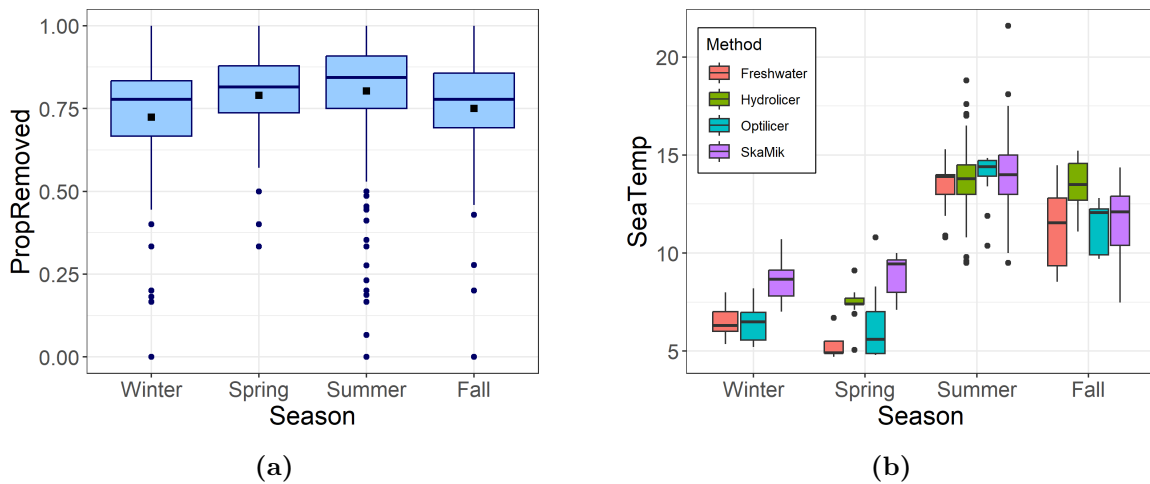 PropRemoved
1.00
0.75
0.50
0.25
0.00
Winter Spring Summer Fall
Season
(a)
SeaTemp
20
15
10
5
Method
Freshwater
Hydrolicer
Optilicer
SkaMik
Winter Spring Summer Fall
Season
(b)